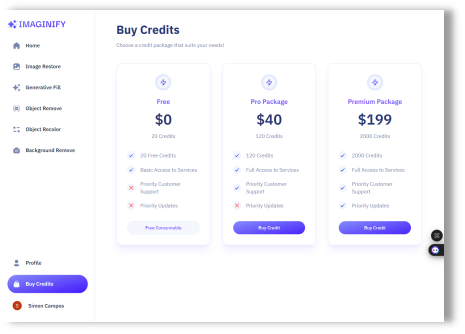 IMAGINIFY
Home
Image Restore
Generative Fill
Object Remove
Object Recolor
Background Remove
Profile
Buy Credits
S
Simon Campos
Buy Credits
Choose a credit package that suits your needs!
Free
$0
20 Credits
20 Free Credits
Basic Access to Services
Priority Customer
Support
Priority Updates
Free Consumable
Pro Package
$40
120 Credits
120 Credits
Full Access to Services
Priority Customer
Support
Priority Updates
Buy Credit
Premium Package
$199
2000 Credits
2000 Credits
Full Access to Services
Priority Customer
Support
Priority Updates
Buy Credit